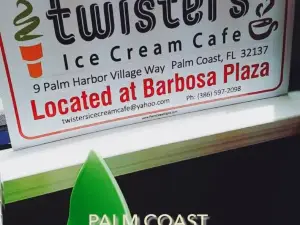 twisters
Ice Cream Cafe
9 Palm Harbor Village Way Palm Coast, FL 32137
Located at Barbosa Plaza
twistersicecreamcafe@yahoo.com Ph: (386) 597-2098
PALM COAST